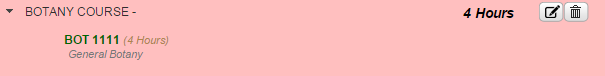 BOTANY COURSE - 4 Hours
BOT 1111 (4 Hours)
General Botany